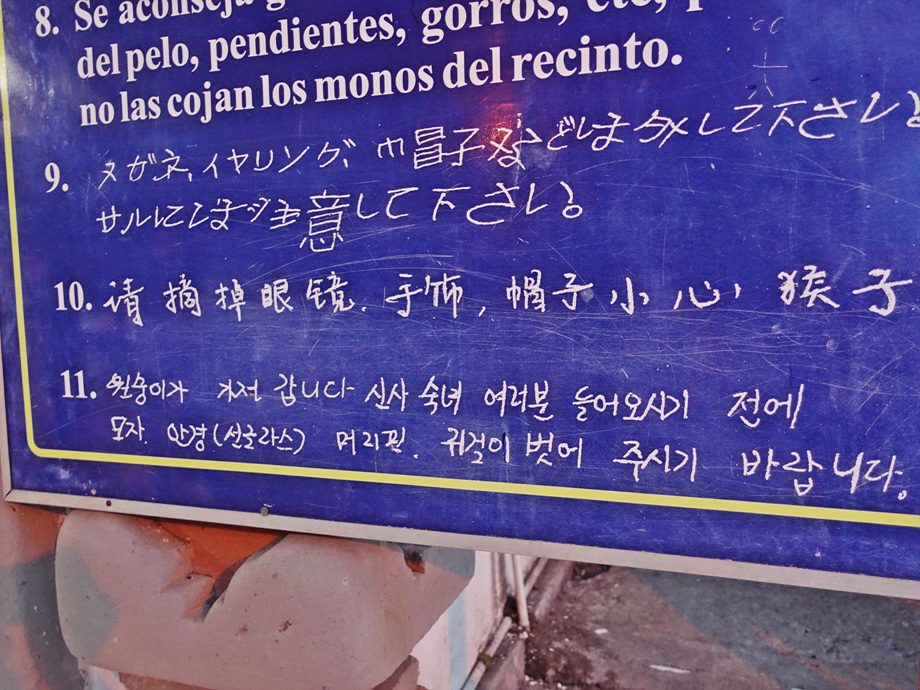 8. Se aconseja
del pelo, pendientes, gorros, etc,
no las cojan los monos del recinto.
9. メガネ、イヤリング、巾冒子などは外して下さい。
サルにご注意して下さい。
10. 请摘掉眼镜. 手饰, 帽子小心, 猴子
11. 원숭이가 가져 갑니다 신사 숙녀 여러분 들어오시기 전에
모자. 안경(선글라스) 머리핀. 귀걸이 벗어 주시기 바랍니다.